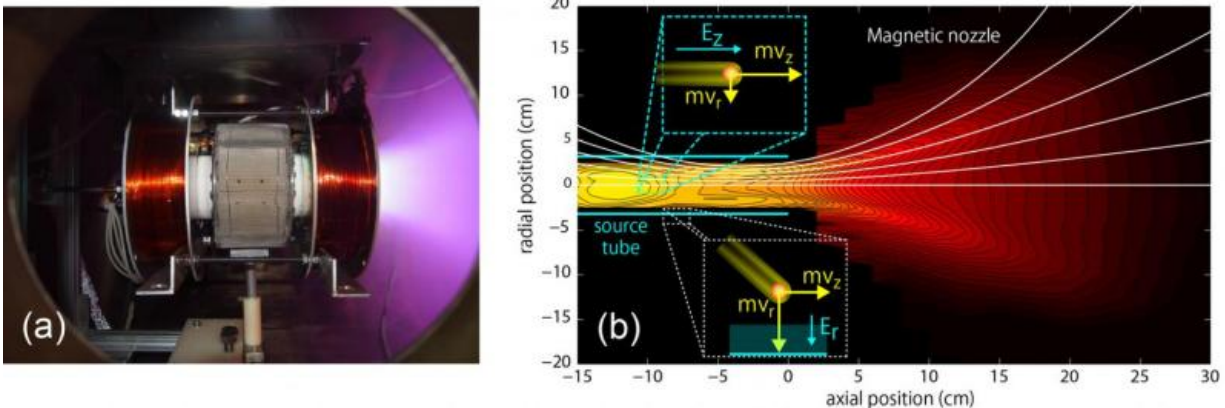 (a)
(b)
20
15
10
5
0
−5
−10
−15
−20
radial position (cm)
Magnetic nozzle
E_z
mv_z
mv_r
source
tube
mv_z
mv_r
E_r
−15
−10
−5
0
5
10
15
20
25
30
axial position (cm)